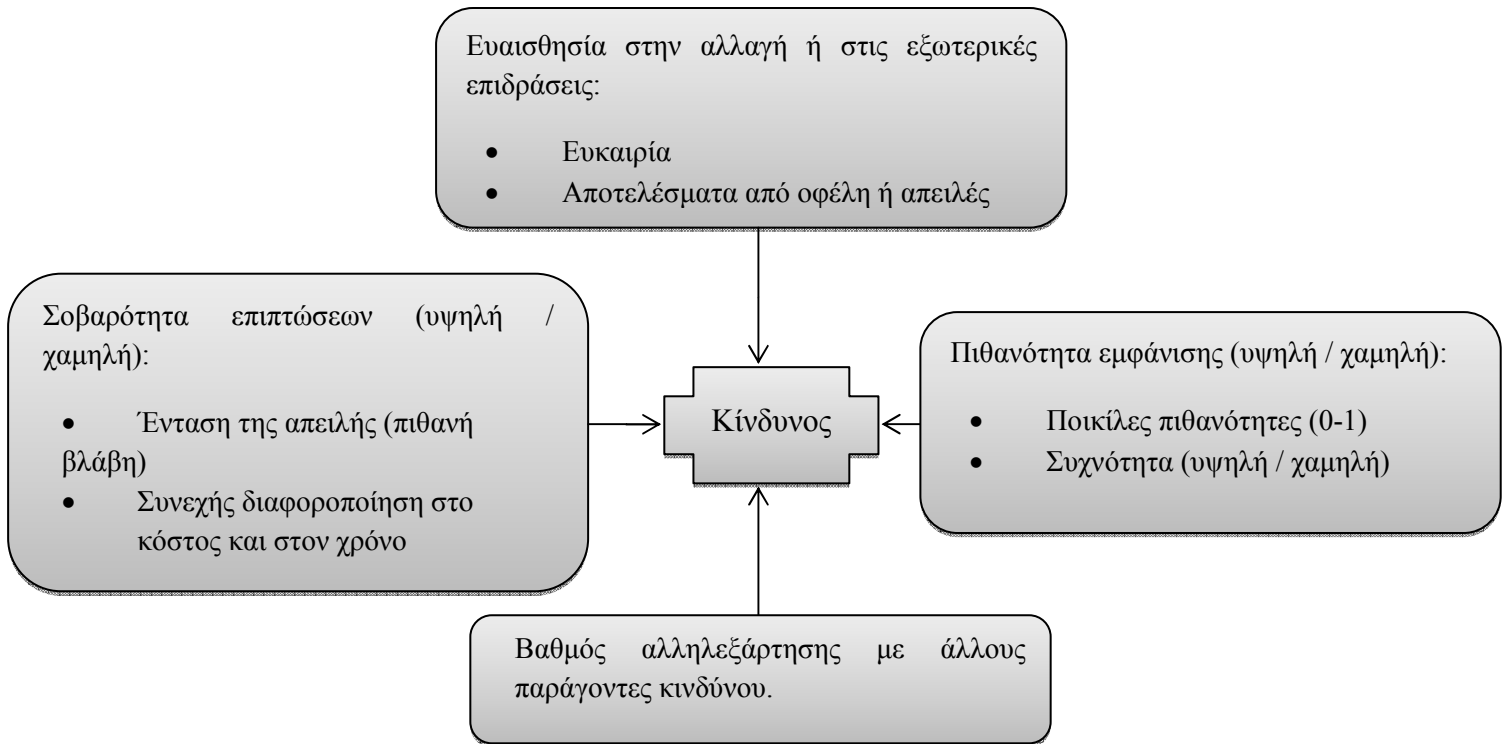 Ευαισθησία στην αλλαγή ή στις εξωτερικές
επιδράσεις:
• Ευκαιρία
• Αποτελέσματα από οφέλη ή απειλές
Σοβαρότητα επιπτώσεων (υψηλή /
χαμηλή):
• Ένταση της απειλής (πιθανή
βλάβη)
• Συνεχής διαφοροποίηση στο
κόστος και στον χρόνο
Κίνδυνος
Πιθανότητα εμφάνισης (υψηλή / χαμηλή):
• Ποικίλες πιθανότητες (0-1)
• Συχνότητα (υψηλή / χαμηλή)
Βαθμός αλληλεξάρτησης με άλλους
παράγοντες κινδύνου.